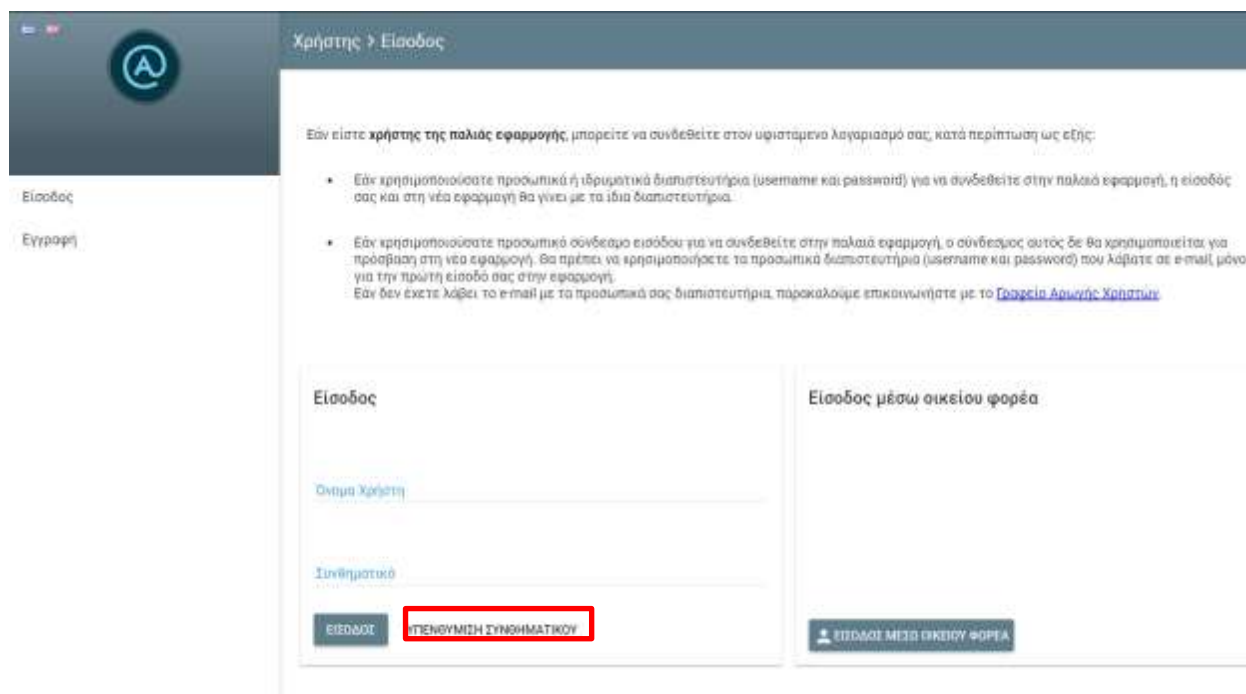 Χρήστης > Είσοδος
Είσοδος
Εγγραφή
Εάν είστε χρήστης της παλιάς εφαρμογής, μπορείτε να συνδεθείτε στον υφιστάμενο λογαριασμό σας, κατά περίπτωση ως εξής:
• Εάν χρησιμοποιούσατε προσωπικά ή ιδρυματικά διαπιστευτήρια (username και password) για να συνδεθείτε στην παλαιά εφαρμογή, η είσοδός
σας και στη νέα εφαρμογή θα γίνει με τα ίδια διαπιστευτήρια.
• Εάν χρησιμοποιούσατε προσωπικό σύνδεσμο εισόδου για να συνδεθείτε στην παλαιά εφαρμογή, ο σύνδεσμος αυτός δε θα χρησιμοποιείται για
πρόσβαση στη νέα εφαρμογή. Θα πρέπει να χρησιμοποιήσετε τα προσωπικά διαπιστευτήρια (username και password) που λάβατε σε e-mail, μόνο
για την πρώτη είσοδό σας στην εφαρμογή.
Εάν δεν έχετε λάβει το e-mail με τα προσωπικά σας διαπιστευτήρια, παρακαλούμε επικοινωνήστε με το Γραφείο Αρωγής Χρηστών.
Είσοδος
Όνομα Χρήστη
Συνθηματικό
ΕΙΣΟΔΟΣ ΥΠΕΝΘΥΜΙΣΗ ΣΥΝΘΗΜΑΤΙΚΟΥ
Είσοδος μέσω οικείου φορέα
ΕΙΣΟΔΟΣ ΜΕΣΩ ΟΙΚΕΙΟΥ ΦΟΡΕΑ